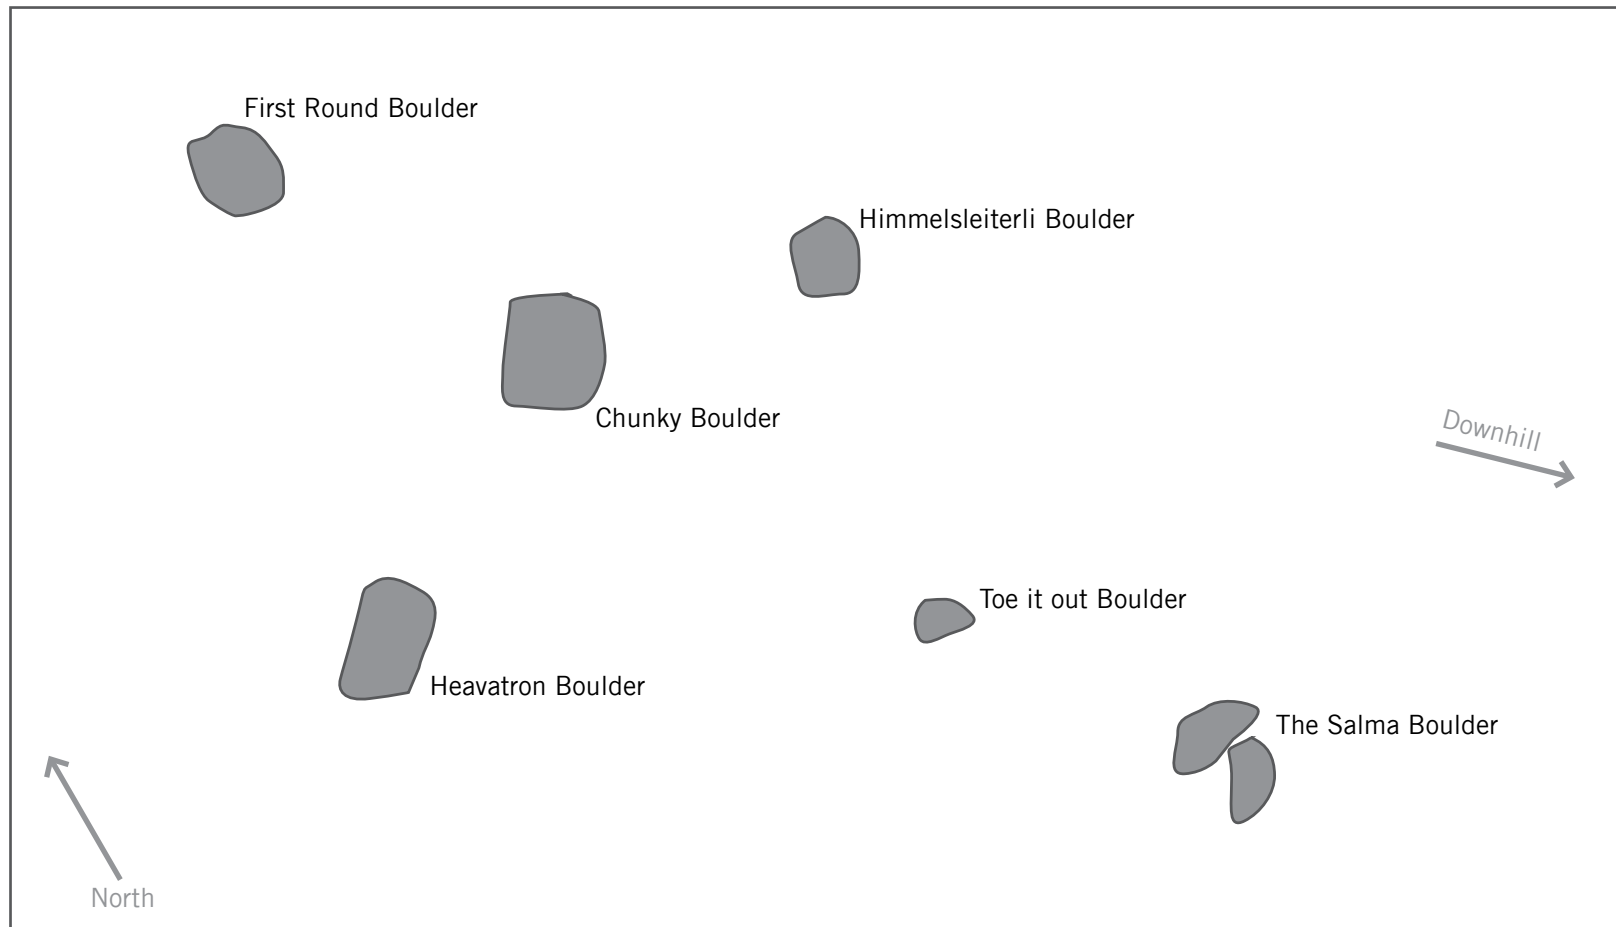 First Round Boulder
Himmelsleiterli Boulder
Chunky Boulder
Downhill
Toe it out Boulder
Heavatron Boulder
The Salma Boulder
North